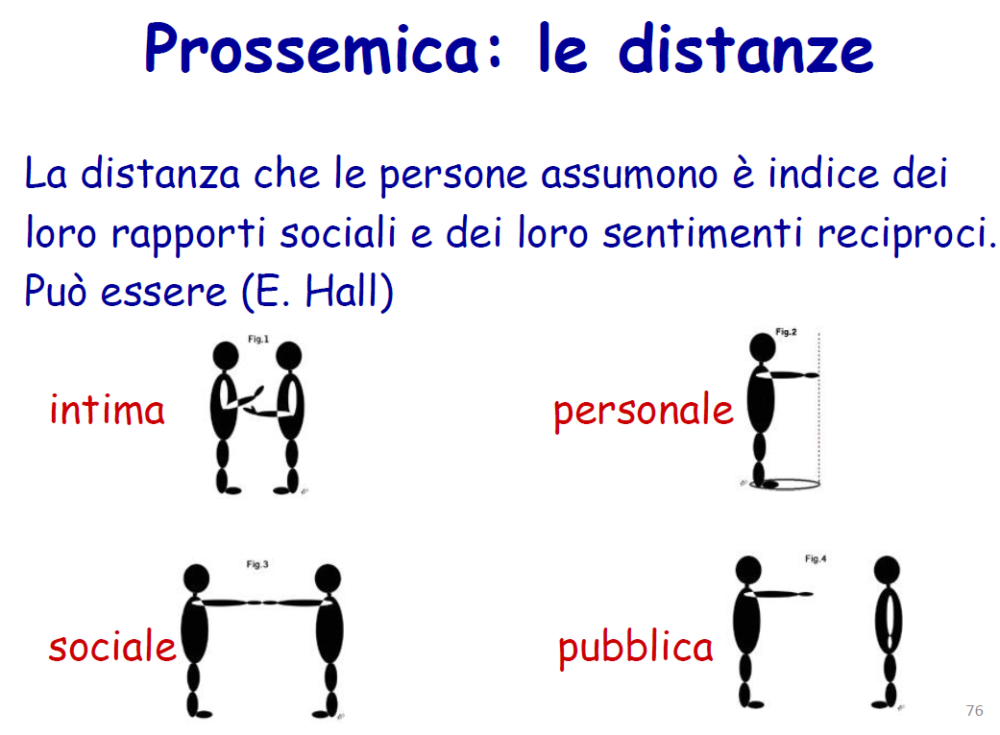 Prossemica: le distanze
La distanza che le persone assumono è indice dei
loro rapporti sociali e dei loro sentimenti reciproci.
Può essere (E. Hall)
Fig.1
intima
Fig.2
personale
Fig.3
sociale
Fig.4
pubblica
76